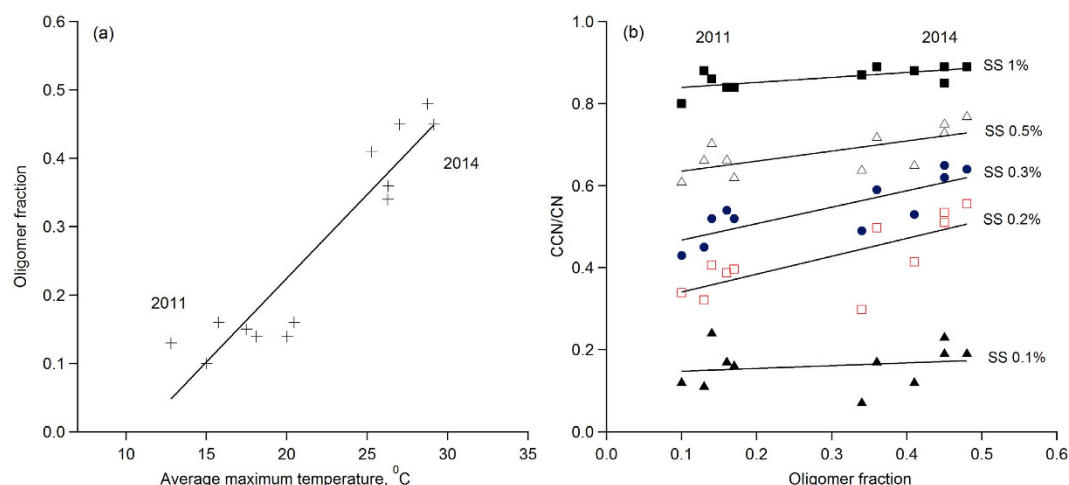 (a)
0.6
0.5
0.4
0.3
0.2
0.1
0.0
Oligomer fraction
2014
2011
10
15
20
25
30
35
Average maximum temperature, ⁰C
(b)
1.0
0.8
0.6
0.4
0.2
0.0
CCN/CN
2011
2014
SS 1%
SS 0.5%
SS 0.3%
SS 0.2%
SS 0.1%
0.0
0.1
0.2
0.3
0.4
0.5
0.6
Oligomer fraction